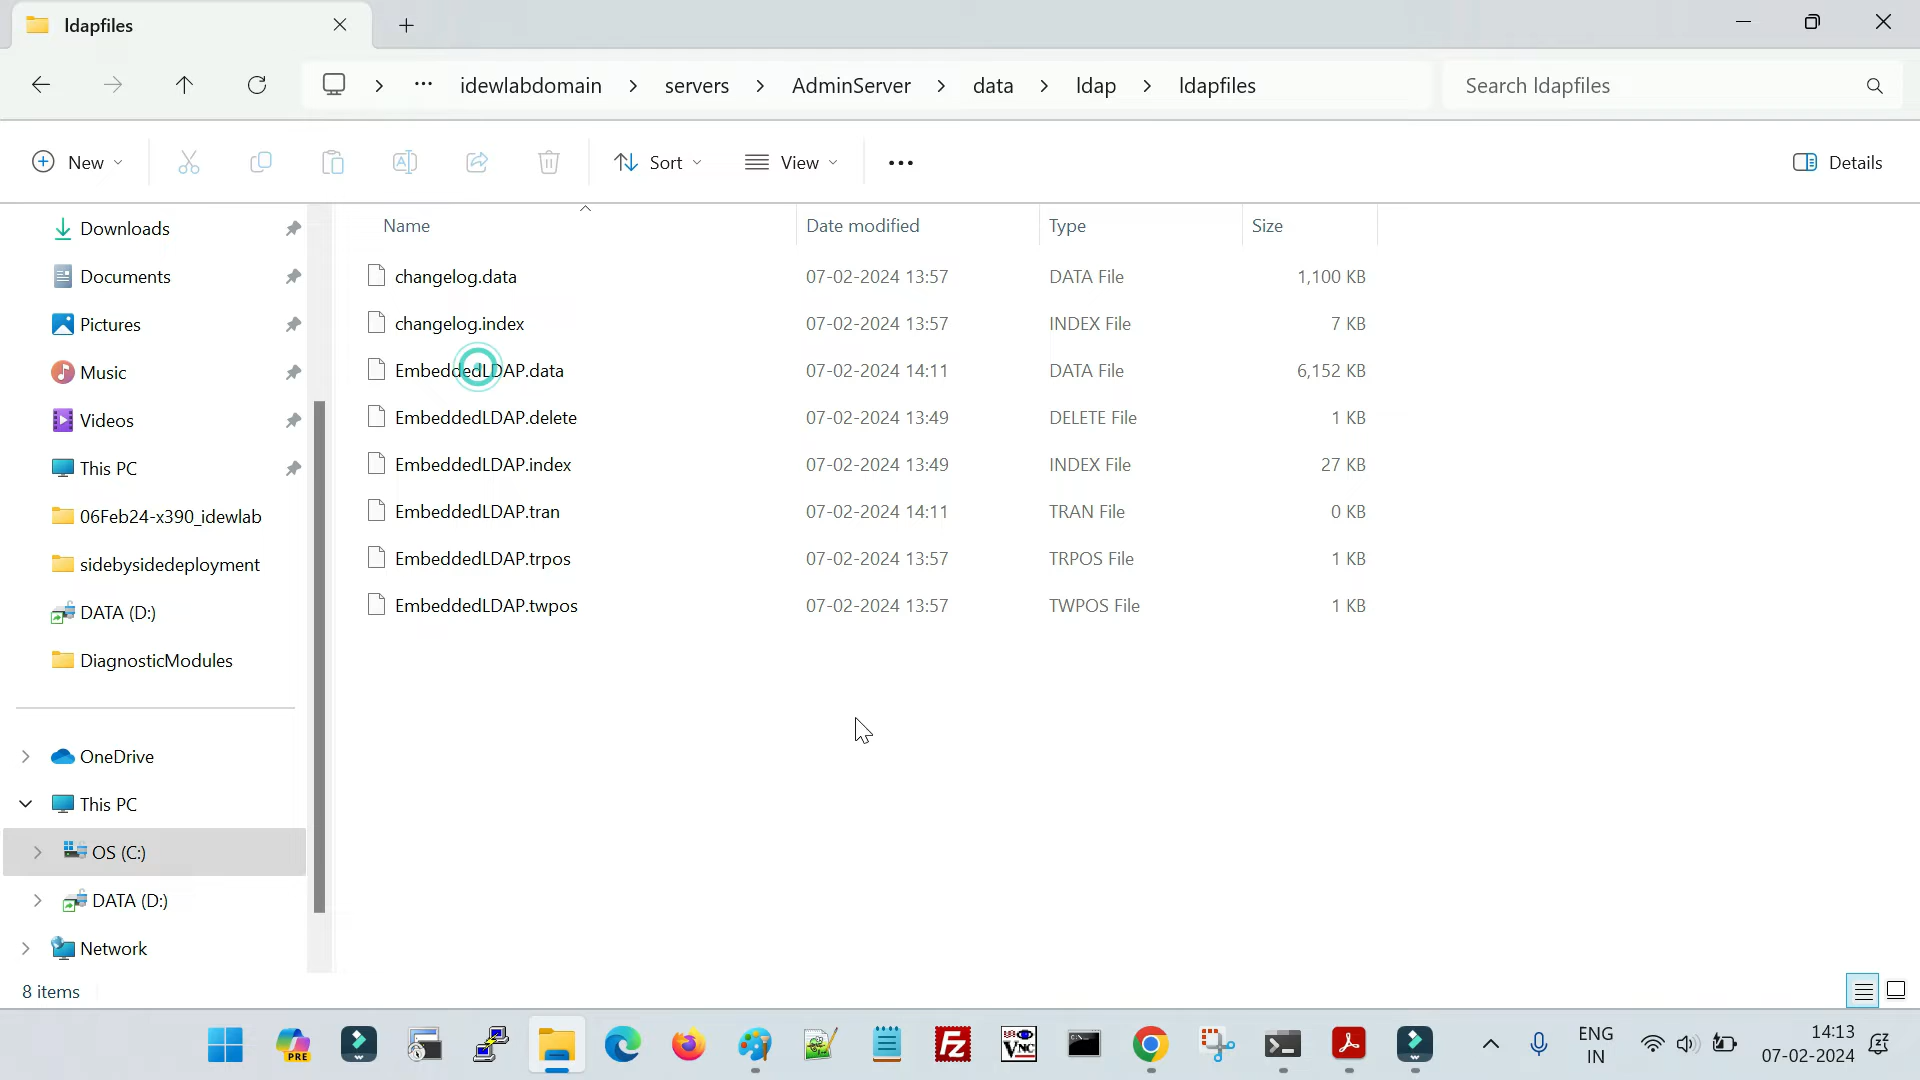 ldapfiles
idewlabdomain > servers > AdminServer > data > ldap > ldapfiles
Search ldapfiles
New
Sort
View
Details
Downloads
Documents
Pictures
Music
Videos
This PC
06Feb24-x390_idewlab
sidebysidedeployment
DATA (D:)
DiagnosticModules
OneDrive
This PC
OS (C:)
DATA (D:)
Network
Name Date modified Type Size
changelog.data 07-02-2024 13:57 DATA File 1,100 KB
changelog.index 07-02-2024 13:57 INDEX File 7 KB
EmbeddedLDAP.data 07-02-2024 14:11 DATA File 6,152 KB
EmbeddedLDAP.delete 07-02-2024 13:49 DELETE File 1 KB
EmbeddedLDAP.index 07-02-2024 13:49 INDEX File 27 KB
EmbeddedLDAP.tran 07-02-2024 14:11 TRAN File 0 KB
EmbeddedLDAP.trpos 07-02-2024 13:57 TRPOS File 1 KB
EmbeddedLDAP.twpos 07-02-2024 13:57 TWPOS File 1 KB
8 items
PRE
Fz
VNC
ENG
IN
14:13
07-02-2024